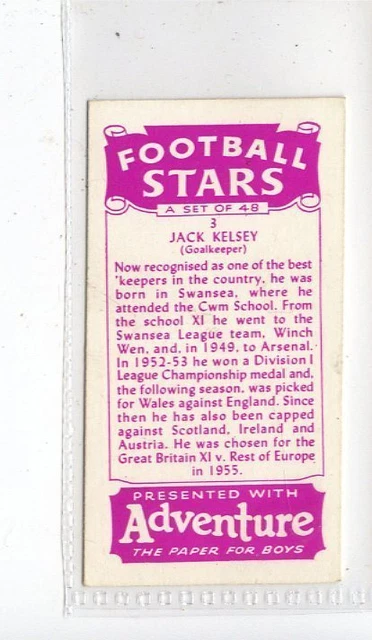 FOOTBALL
STARS
A SET OF 48
3
JACK KELSEY
(Goalkeeper)
Now recognised as one of the best
'keepers in the country, he was
born in Swansea, where he
attended the Cwm School. From
the school XI he went to the
Swansea League team, Winch
Wen, and, in 1949, to Arsenal.
In 1952-53 he won a Division I
League Championship medal and,
the following season, was picked
for Wales against England. Since
then he has also been capped
against Scotland, Ireland and
Austria. He was chosen for the
Great Britain XI v. Rest of Europe
in 1955.
PRESENTED WITH
Adventure
THE PAPER FOR BOYS